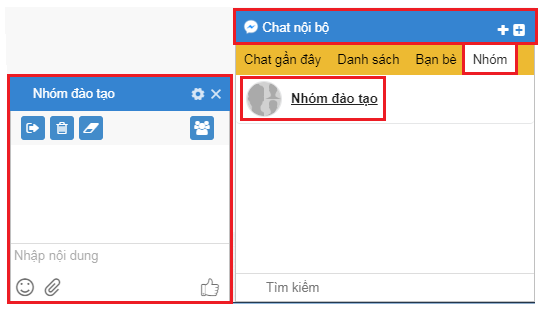 Chat nội bộ
Chat gần đây Danh sách Bạn bè Nhóm
Nhóm đào tạo
Tìm kiếm
Nhóm đào tạo
Nhập nội dung